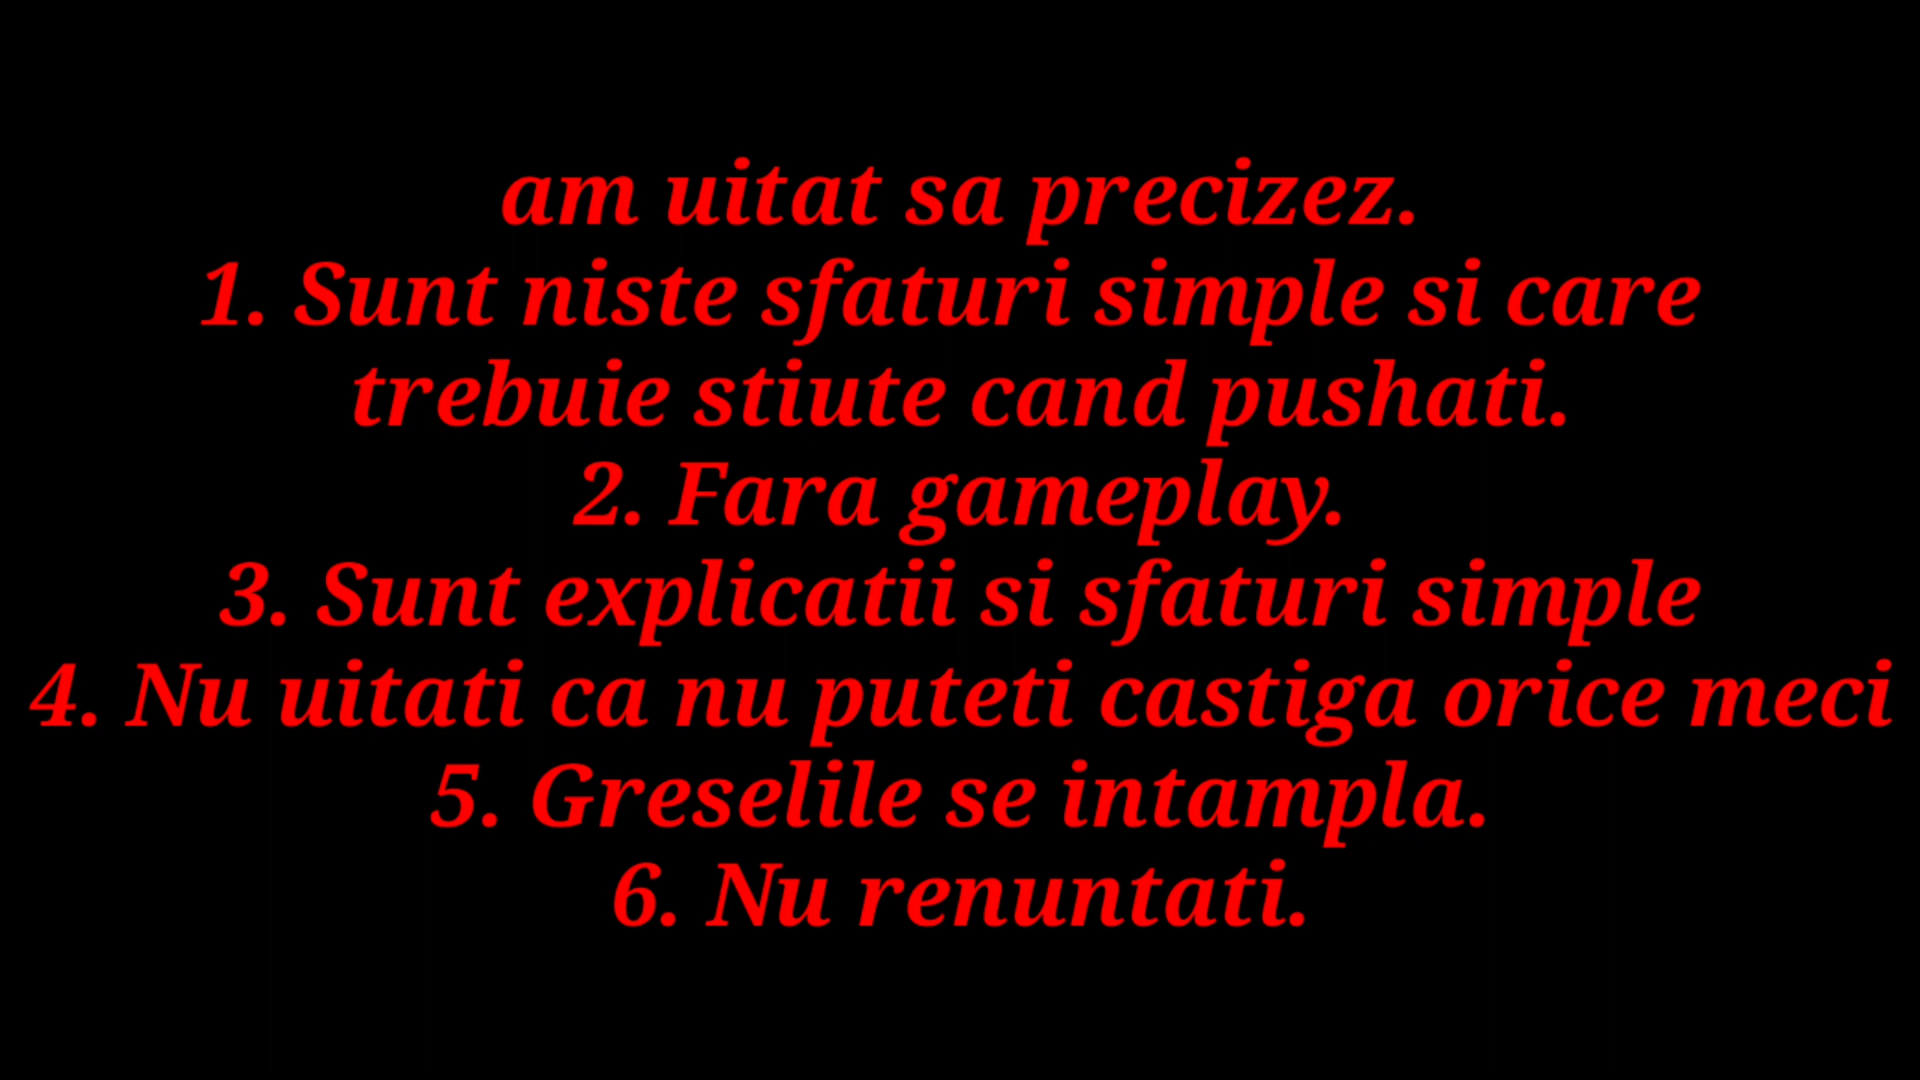 am uitat sa precizez.
1. Sunt niste sfaturi simple si care
trebuie stiute cand pushati.
2. Fara gameplay.
3. Sunt explicatii si sfaturi simple
4. Nu uitati ca nu puteti castiga orice meci
5. Greselile se intampla.
6. Nu renuntati.